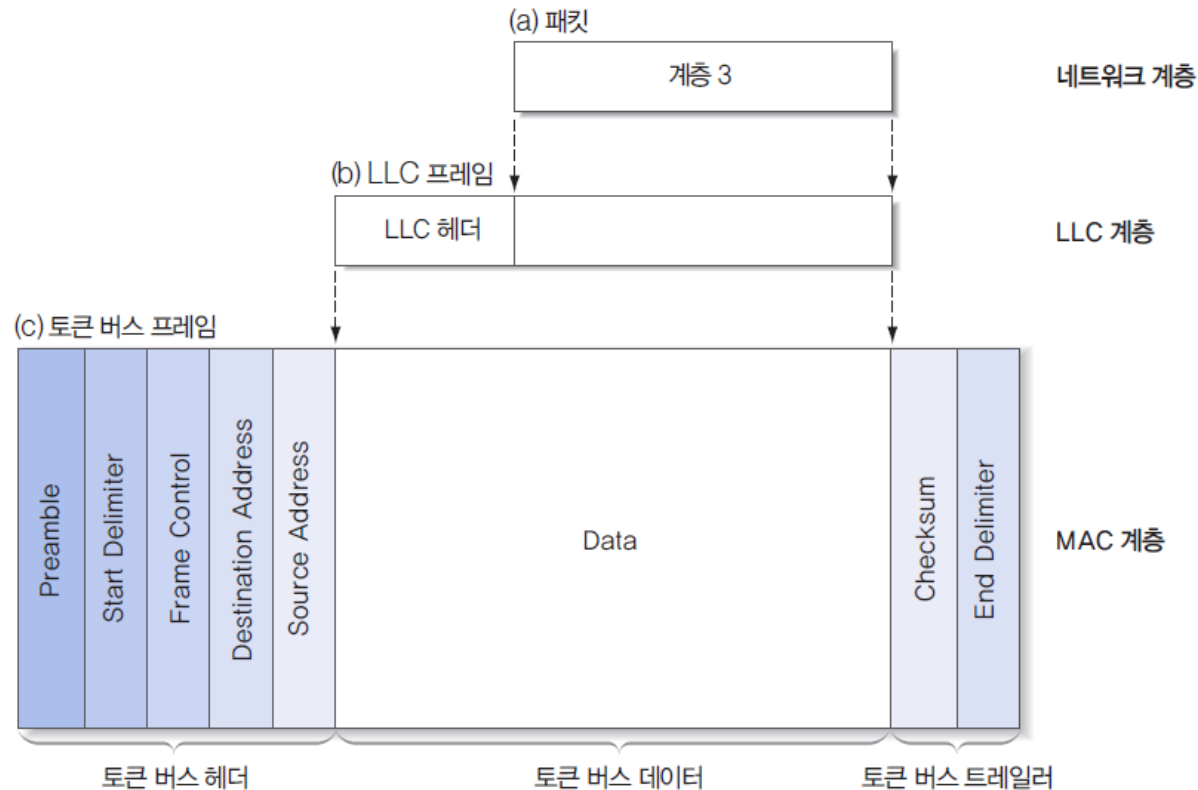 (a) 패킷
계층 3
네트워크 계층
(b) LLC 프레임
LLC 헤더
LLC 계층
(c) 토큰 버스 프레임
Preamble
Start Delimiter
Frame Control
Destination Address
Source Address
Data
Checksum
End Delimiter
MAC 계층
토큰 버스 헤더
토큰 버스 데이터
토큰 버스 트레일러